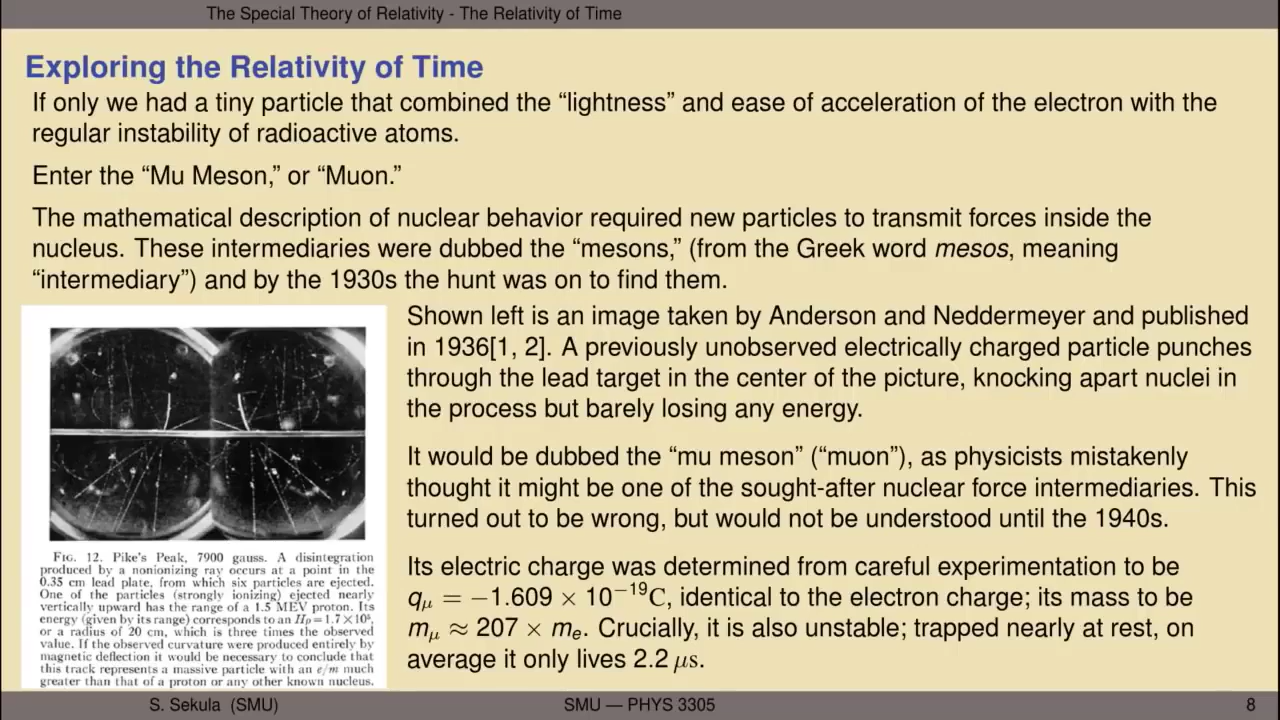 The Special Theory of Relativity - The Relativity of Time
Exploring the Relativity of Time
If only we had a tiny particle that combined the “lightness” and ease of acceleration of the electron with the
regular instability of radioactive atoms.
Enter the “Mu Meson,” or “Muon.”
The mathematical description of nuclear behavior required new particles to transmit forces inside the
nucleus. These intermediaries were dubbed the “mesons,” (from the Greek word mesos, meaning
“intermediary”) and by the 1930s the hunt was on to find them.
Shown left is an image taken by Anderson and Neddermeyer and published
in 1936[1, 2]. A previously unobserved electrically charged particle punches
through the lead target in the center of the picture, knocking apart nuclei in
the process but barely losing any energy.
It would be dubbed the “mu meson” (“muon”), as physicists mistakenly
thought it might be one of the sought-after nuclear force intermediaries. This
turned out to be wrong, but would not be understood until the 1940s.
Its electric charge was determined from careful experimentation to be
qμ = −1.609 × 10⁻¹⁹C, identical to the electron charge; its mass to be
mμ ≈ 207 × mₑ. Crucially, it is also unstable; trapped nearly at rest, on
average it only lives 2.2 μs.
FIG. 12. Pike's Peak, 7900 gauss. A disintegration
produced by a nonionizing ray occurs at a point in the
0.35 cm lead plate, from which six particles are ejected.
One of the particles (strongly ionizing) ejected nearly
vertically upward has the range of a 1.5 MEV proton. Its
energy (given by its range) corresponds to an Hρ=1.7×10⁵,
or a radius of 20 cm, which is three times the observed
value. If the observed curvature were produced entirely by
magnetic deflection it would be necessary to conclude that
this track represents a massive particle with an e/m much
greater than that of a proton or any other known nucleus.
S. Sekula (SMU)
SMU — PHYS 3305
8